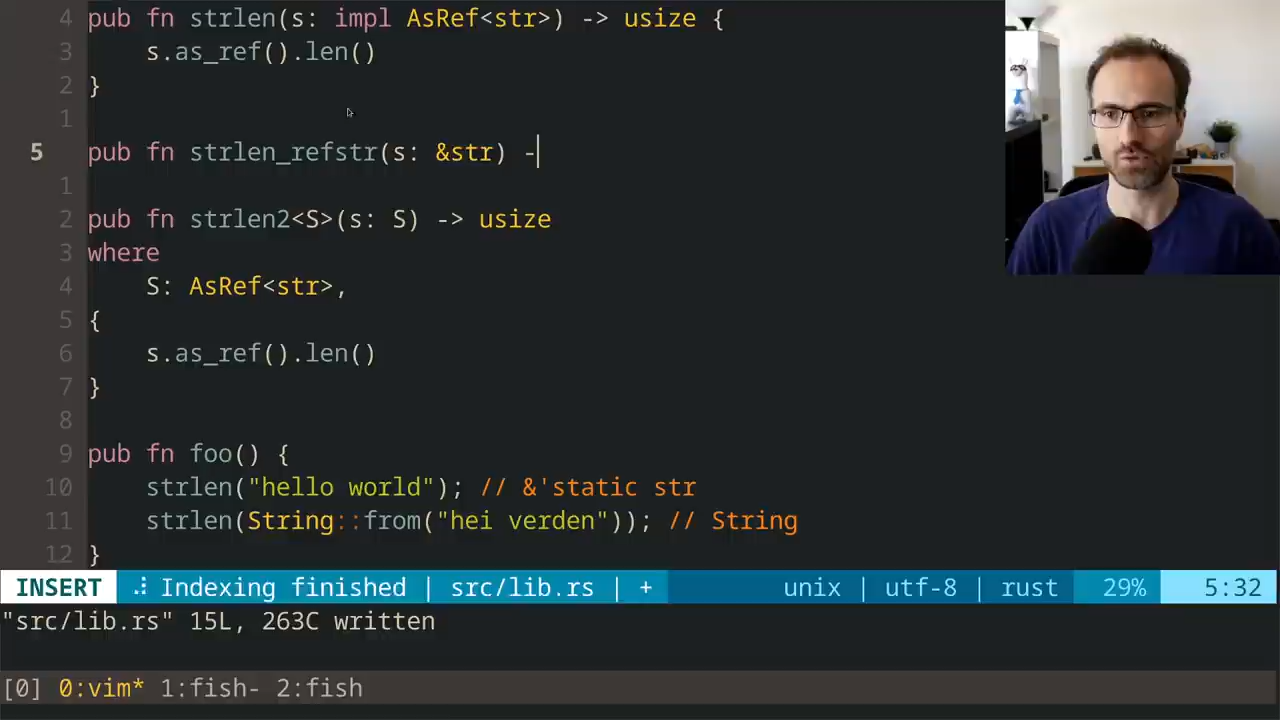 4 pub fn strlen(s: impl AsRef<str>) -> usize {
3     s.as_ref().len()
2 }
1
5 pub fn strlen_refstr(s: &str) -
1
2 pub fn strlen2<S>(s: S) -> usize
3 where
4     S: AsRef<str>,
5 {
6     s.as_ref().len()
7 }
8
9 pub fn foo() {
10     strlen("hello world"); // &'static str
11     strlen(String::from("hei verden")); // String
12 }
INSERT Indexing finished | src/lib.rs | + unix | utf-8 | rust 29% 5:32
"src/lib.rs" 15L, 263C written
[0] 0:vim* 1:fish- 2:fish